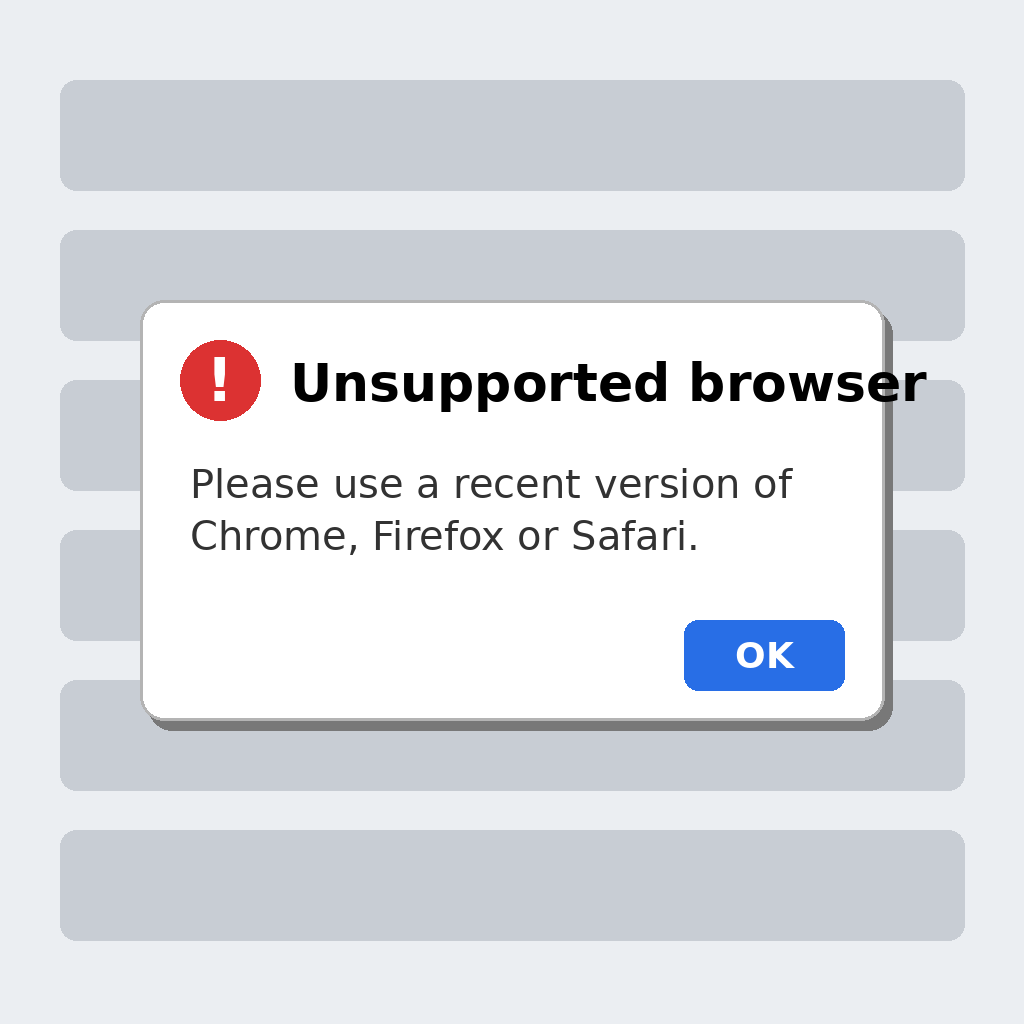 ! Unsupported browser
Please use a recent version of
Chrome, Firefox or Safari.
OK